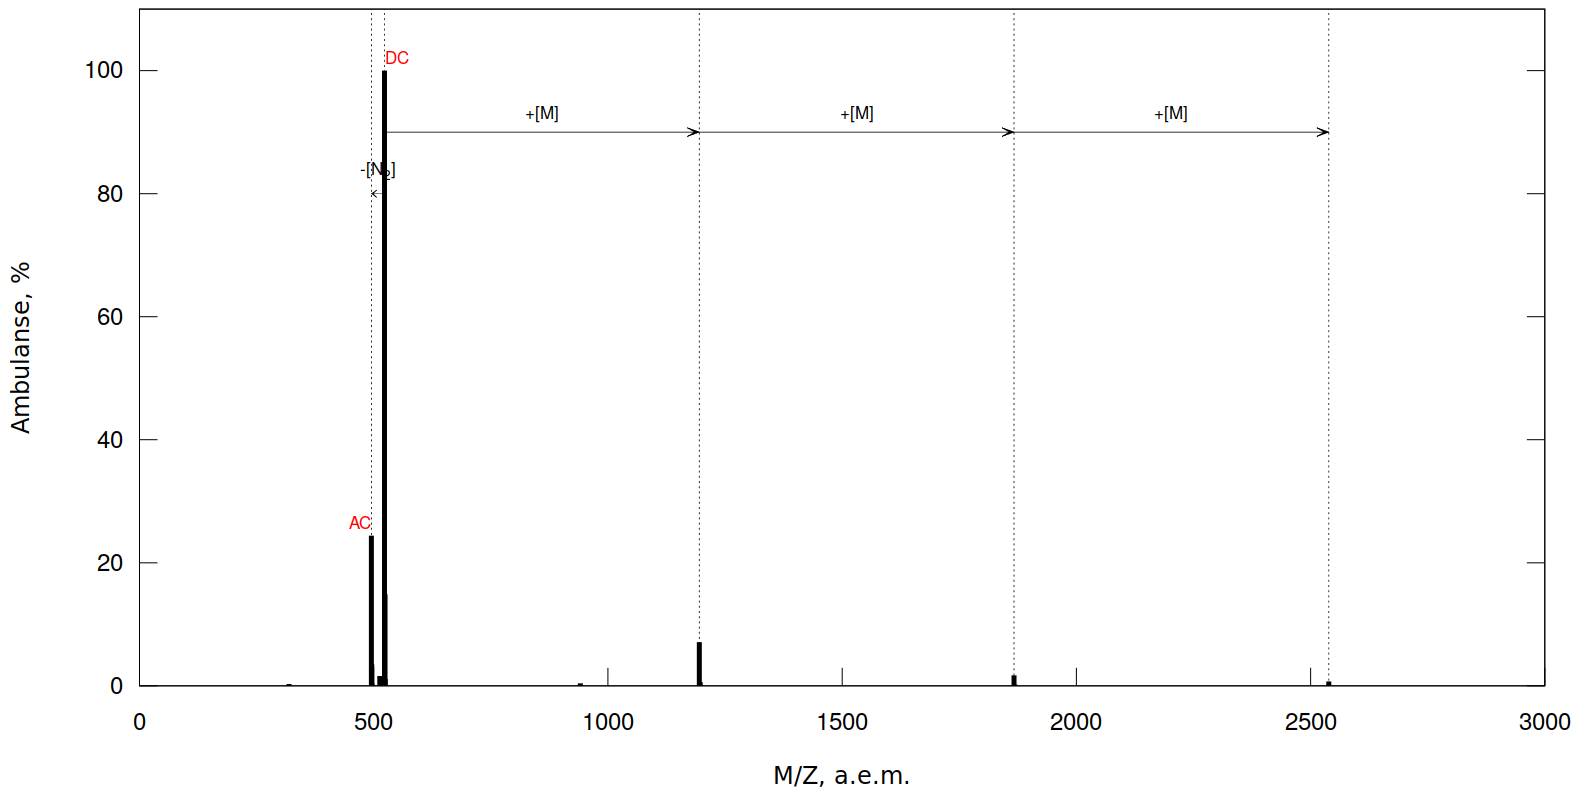 DC
100
+[M] +[M] +[M]
-[N2]
80
60
40
AC
20
0
0 500 1000 1500 2000 2500 3000
Ambulanse, %
M/Z, a.e.m.